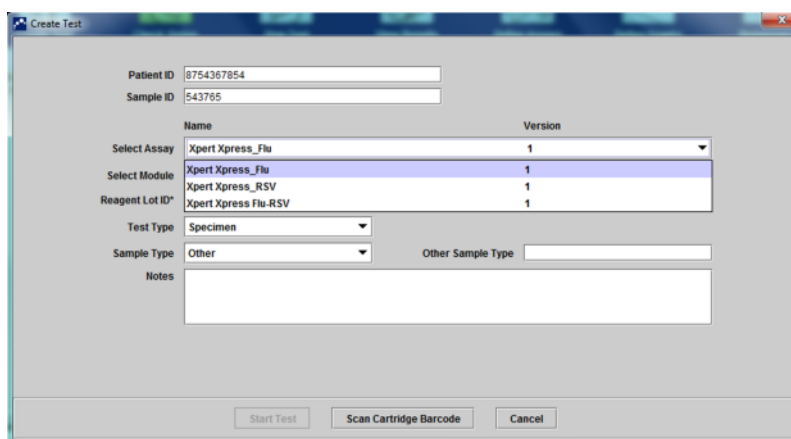 Create Test
Patient ID 8754367854
Sample ID 543765
Name Version
Select Assay Xpert Xpress_Flu 1
Select Module Xpert Xpress_Flu 1
Xpert Xpress_RSV 1
Reagent Lot ID* Xpert Xpress Flu-RSV 1
Test Type Specimen
Sample Type Other Other Sample Type
Notes
Start Test Scan Cartridge Barcode Cancel